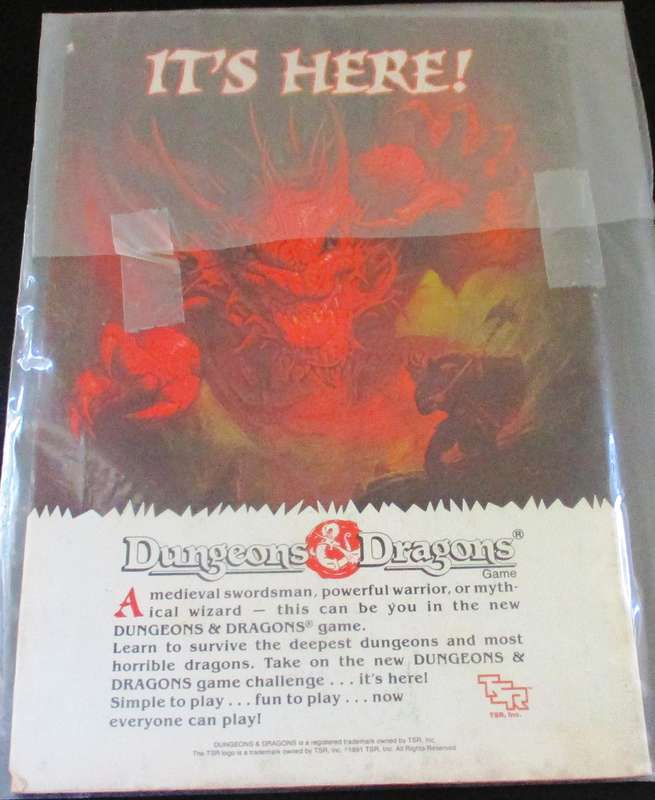 IT'S HERE!
Dungeons & Dragons®
Game
A medieval swordsman, powerful warrior, or myth-
ical wizard — this can be you in the new
DUNGEONS & DRAGONS® game.
Learn to survive the deepest dungeons and most
horrible dragons. Take on the new DUNGEONS &
DRAGONS game challenge . . . it's here!
Simple to play . . . fun to play . . . now
everyone can play!
TSR™
TSR, Inc.
DUNGEONS & DRAGONS is a registered trademark owned by TSR, Inc.
The TSR logo is a trademark owned by TSR, Inc. ©1991 TSR, Inc. All Rights Reserved.